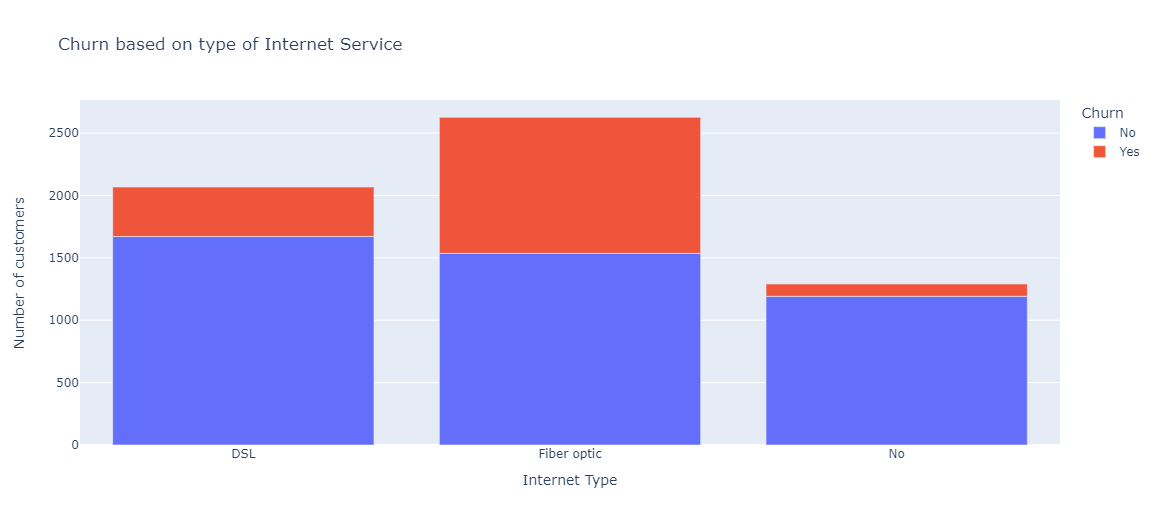 Churn based on type of Internet Service
Churn
No
Yes
Number of customers
2500
2000
1500
1000
500
0
DSL
Fiber optic
No
Internet Type